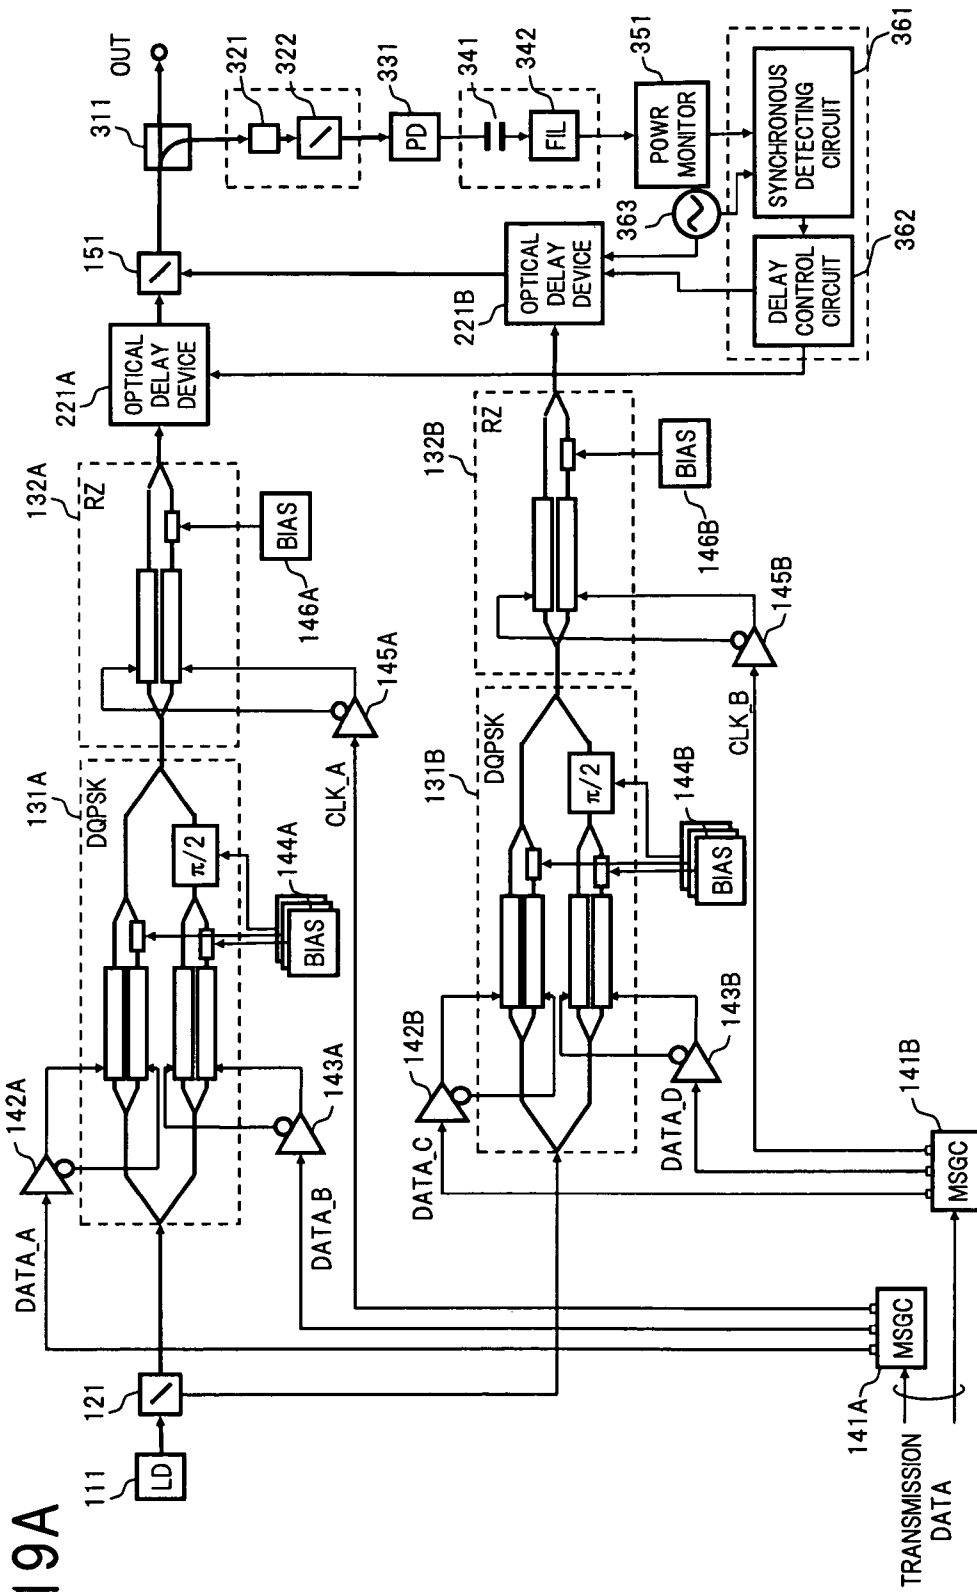 19A
111
LD
121
DATA_A
142A
131A
DQPSK
π/2
144A
BIAS
143A
DATA_B
132A
RZ
BIAS
146A
145A
CLK_A
221A
OPTICAL
DELAY
DEVICE
151
311
OUT
321
322
331
PD
341
342
FIL
351
POWR
MONITOR
363
361
SYNCHRONOUS
DETECTING
CIRCUIT
362
DELAY
CONTROL
CIRCUIT
221B
OPTICAL
DELAY
DEVICE
132B
RZ
BIAS
146B
145B
CLK_B
131B
DQPSK
π/2
144B
BIAS
142B
143B
DATA_C
DATA_D
141A
MSGC
141B
MSGC
TRANSMISSION
DATA